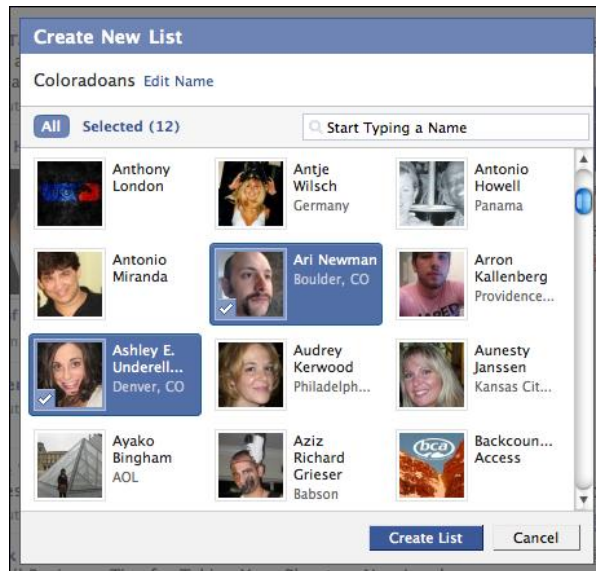 Create New List
Coloradoans Edit Name
All Selected (12) Start Typing a Name
Anthony
London
Antje
Wilsch
Germany
Antonio
Howell
Panama
Antonio
Miranda
Ari Newman
Boulder, CO
Arron
Kallenberg
Providence...
Ashley E.
Underell...
Denver, CO
Audrey
Kerwood
Philadelph...
Aunesty
Janssen
Kansas Cit...
Ayako
Bingham
AOL
Aziz
Richard
Grieser
Babson
bca
Backcoun...
Access
Create List Cancel